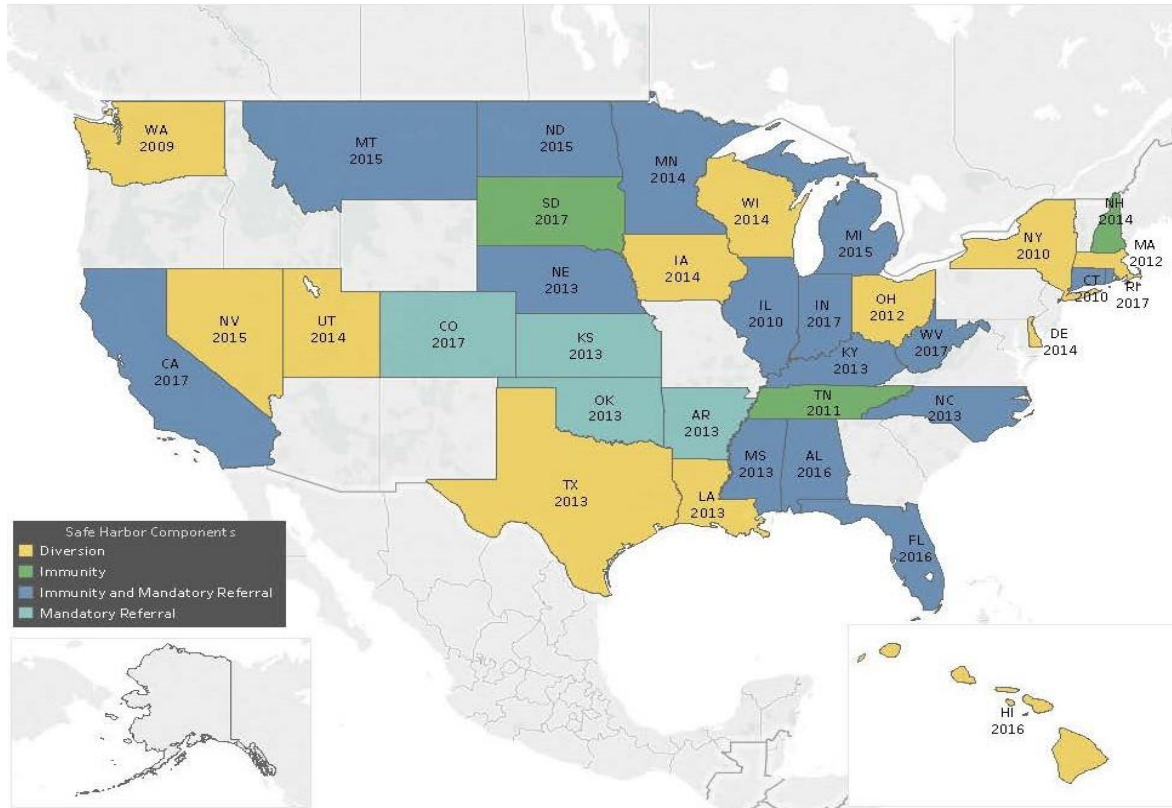 WA
2009
MT
2015
ND
2015
MN
2014
SD
2017
WI
2014
MI
2015
NH
2014
NY
2010
MA
2012
CT
2010
RI
2017
NE
2013
IA
2014
IL
2010
IN
2017
OH
2012
DE
2014
NV
2015
UT
2014
CO
2017
KS
2013
KY
2013
WV
2017
CA
2017
OK
2013
AR
2013
TN
2011
NC
2013
MS
2013
AL
2016
TX
2013
LA
2013
FL
2016
Safe Harbor Components
Diversion
Immunity
Immunity and Mandatory Referral
Mandatory Referral
HI
2016